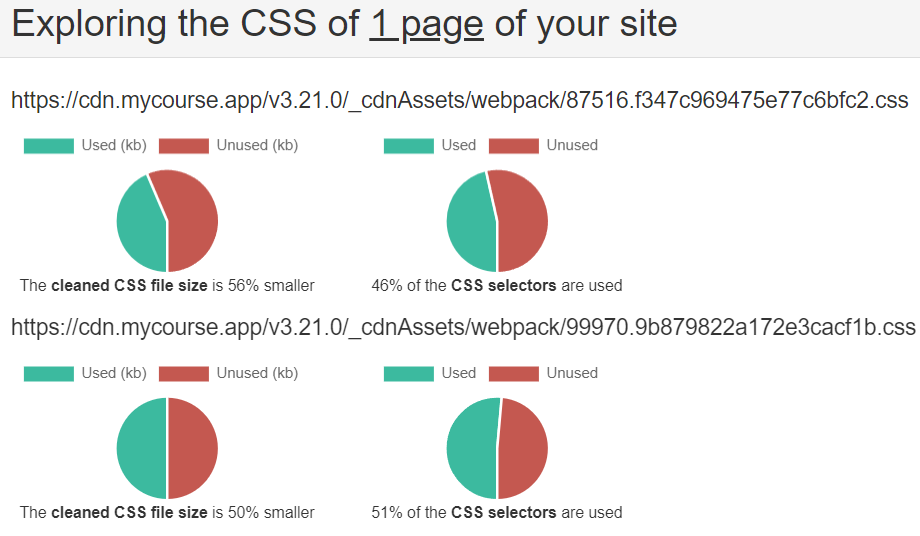 Exploring the CSS of 1 page of your site
https://cdn.mycourse.app/v3.21.0/_cdnAssets/webpack/87516.f347c969475e77c6bfc2.css
Used (kb) Unused (kb) Used Unused
The cleaned CSS file size is 56% smaller 46% of the CSS selectors are used
https://cdn.mycourse.app/v3.21.0/_cdnAssets/webpack/99970.9b879822a172e3cacf1b.css
Used (kb) Unused (kb) Used Unused
The cleaned CSS file size is 50% smaller 51% of the CSS selectors are used